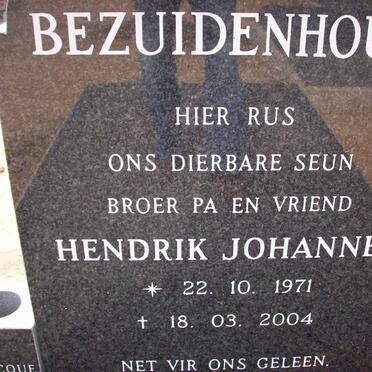 BEZUIDENHOU
HIER RUS
ONS DIERBARE SEUN
BROER PA EN VRIEND
HENDRIK JOHANNE
* 22. 10. 1971
† 18. 03. 2004
NET VIR ONS GELEEN.